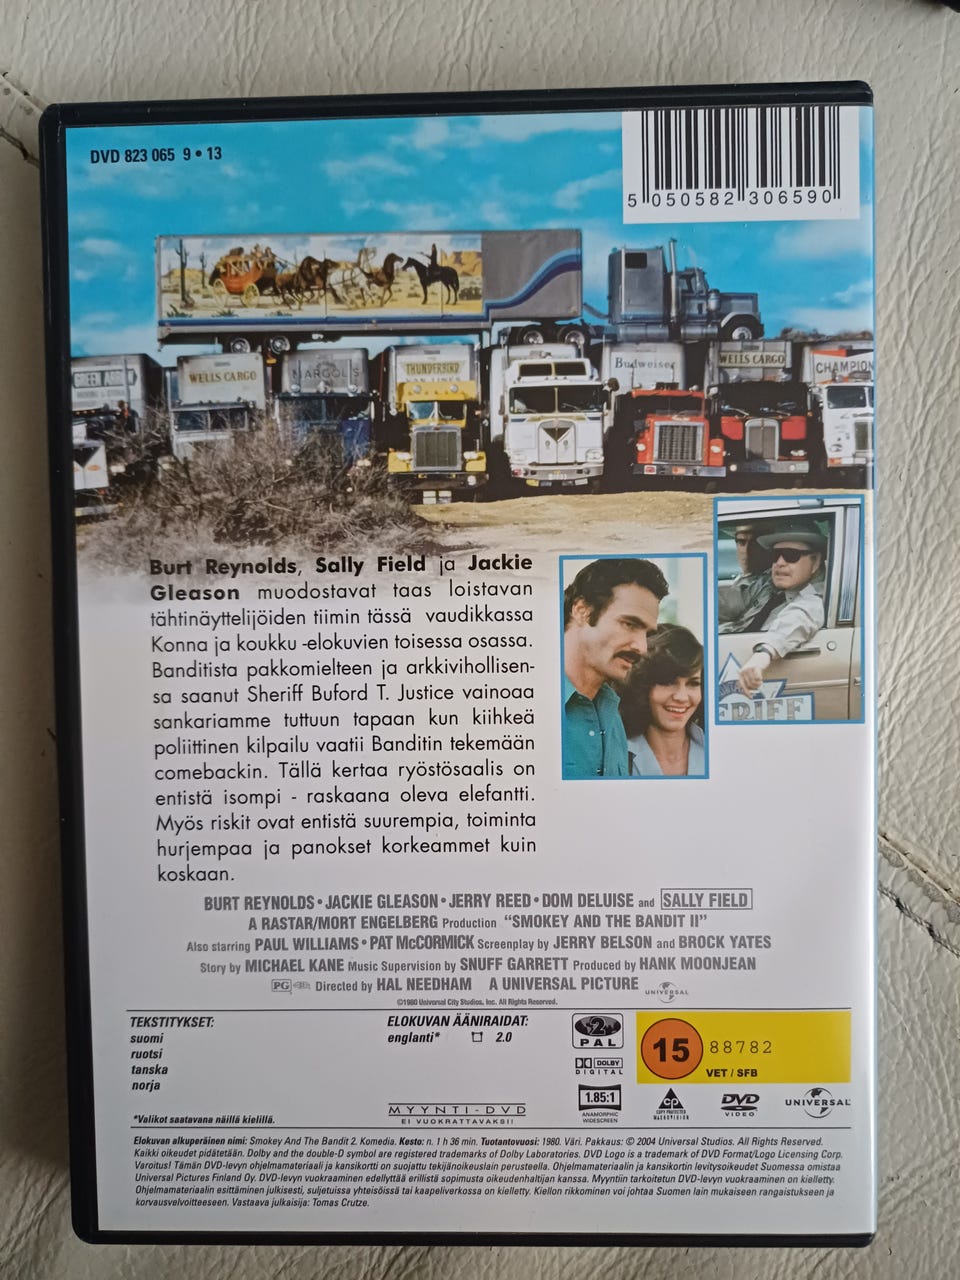 DVD 823 065 9 • 13
5 050582 306590
WELLS CARGO
MARGOLIS
THUNDERBIRD
VAN LINES
Budweiser
WELLS CARGO
CHAMPION
Burt Reynolds, Sally Field ja Jackie
Gleason muodostavat taas loistavan
tähtinäyttelijöiden tiimin tässä vaudikkassa
Konna ja koukku -elokuvien toisessa osassa.
Banditista pakkomielteen ja arkkivihollisen-
sa saanut Sheriff Buford T. Justice vainoaa
sankariamme tuttuun tapaan kun kiihkeä
poliittinen kilpailu vaatii Banditin tekemään
comebackin. Tällä kertaa ryöstösaalis on
entistä isompi - raskaana oleva elefantti.
Myös riskit ovat entistä suurempia, toiminta
hurjempaa ja panokset korkeammet kuin
koskaan.
ERIFF
BURT REYNOLDS • JACKIE GLEASON • JERRY REED • DOM DELUISE and SALLY FIELD
A RASTAR/MORT ENGELBERG Production "SMOKEY AND THE BANDIT II"
Also starring PAUL WILLIAMS • PAT McCORMICK Screenplay by JERRY BELSON and BROCK YATES
Story by MICHAEL KANE Music Supervision by SNUFF GARRETT Produced by HANK MOONJEAN
PG Directed by HAL NEEDHAM A UNIVERSAL PICTURE UNIVERSAL
©1980 Universal City Studios, Inc. All Rights Reserved.
TEKSTITYKSET:
suomi
ruotsi
tanska
norja
*Valikot saatavana näillä kielillä.
ELOKUVAN ÄÄNIRAIDAT:
englanti* 2.0
MYYNTI-DVD
EI VUOKRATTAVAKSI!
2
PAL
DOLBY
DIGITAL
1.85:1
ANAMORPHIC
WIDESCREEN
15 88782
VET / SFB
CP
COPY PROTECTED
MACROVISION
DVD
VIDEO
UNIVERSAL
Elokuvan alkuperäinen nimi: Smokey And The Bandit 2. Komedia. Kesto: n. 1 h 36 min. Tuotantovuosi: 1980. Väri. Pakkaus: © 2004 Universal Studios. All Rights Reserved.
Kaikki oikeudet pidätetään. Dolby and the double-D symbol are registered trademarks of Dolby Laboratories. DVD Logo is a trademark of DVD Format/Logo Licensing Corp.
Varoitus! Tämän DVD-levyn ohjelmamateriaali ja kansikortti on suojattu tekijänoikeuslain perusteella. Ohjelmamateriaalin ja kansikortin levitysoikeudet Suomessa omistaa
Universal Pictures Finland Oy. DVD-levyn vuokraaminen edellyttää erillistä sopimusta oikeudenhaltijan kanssa. Myyntiin tarkoitetun DVD-levyn vuokraaminen on kielletty.
Ohjelmamateriaalin esittäminen julkisti, suljetuissa yhteisöissä tai kaapeliverkossa on kielletty. Kiellon rikkominen voi johtaa Suomen lain mukaiseen rangaistukseen ja
korvausvelvoitteeseen. Vastaava julkaisija: Tomas Crutze.